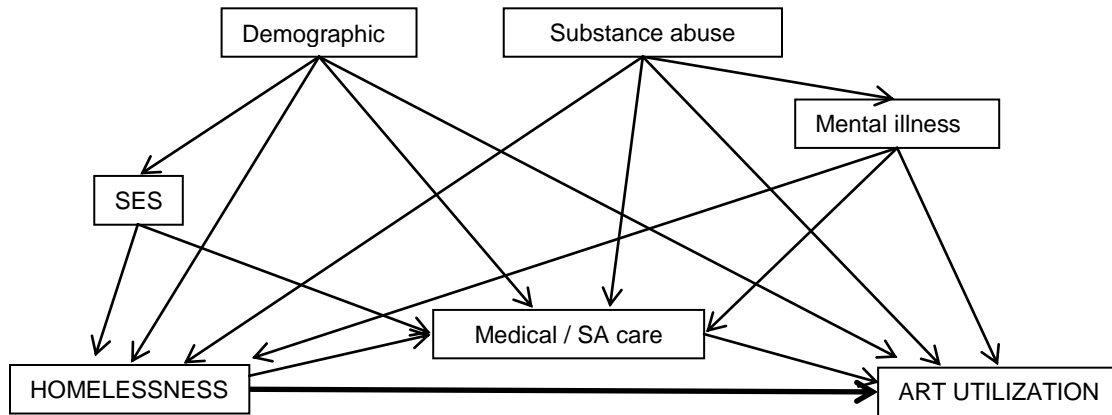 Demographic
Substance abuse
Mental illness
SES
Medical / SA care
HOMELESSNESS
ART UTILIZATION